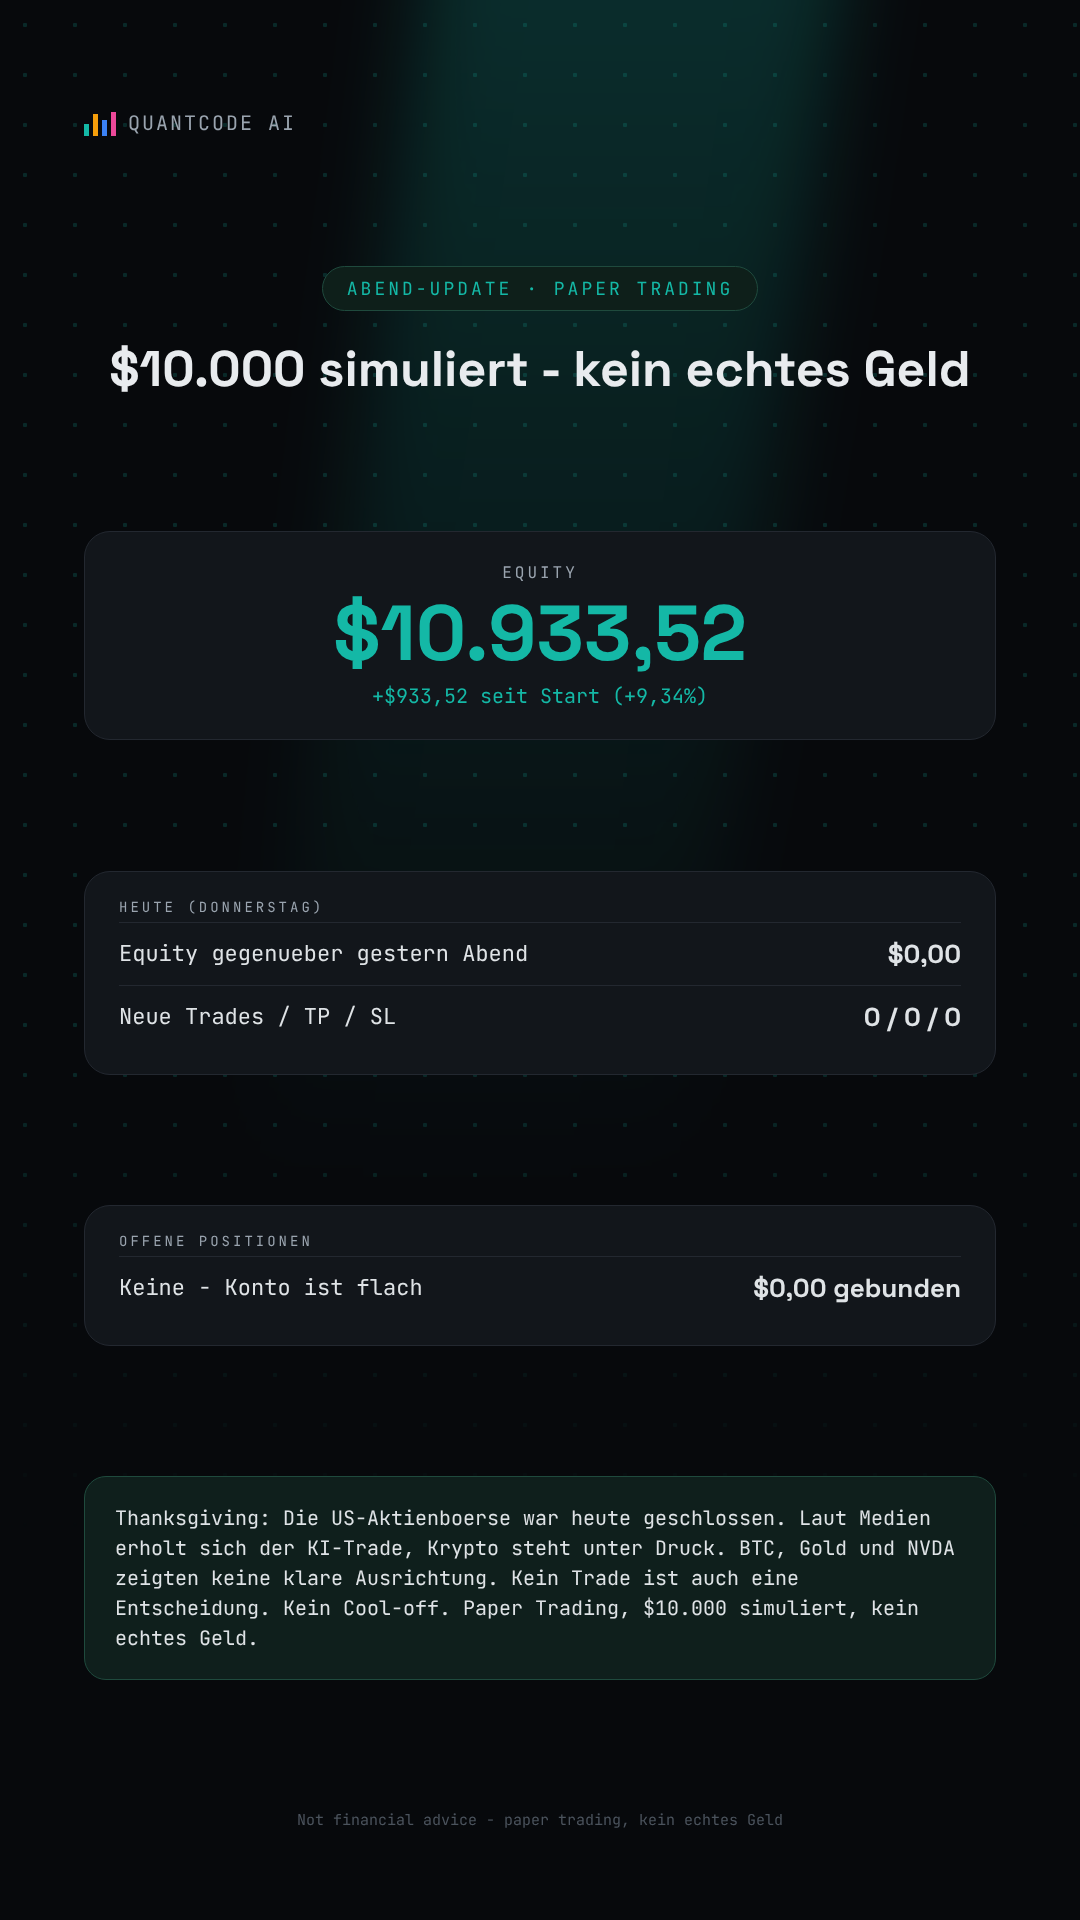 QUANTCODE AI
ABEND-UPDATE · PAPER TRADING
$10.000 simuliert - kein echtes Geld
EQUITY
$10.933,52
+$933,52 seit Start (+9,34%)
HEUTE (DONNERSTAG)
Equity gegenueber gestern Abend $0,00
Neue Trades / TP / SL 0 / 0 / 0
OFFENE POSITIONEN
Keine - Konto ist flach $0,00 gebunden
Thanksgiving: Die US-Aktienboerse war heute geschlossen. Laut Medien
erholt sich der KI-Trade, Krypto steht unter Druck. BTC, Gold und NVDA
zeigten keine klare Ausrichtung. Kein Trade ist auch eine
Entscheidung. Kein Cool-off. Paper Trading, $10.000 simuliert, kein
echtes Geld.
Not financial advice - paper trading, kein echtes Geld